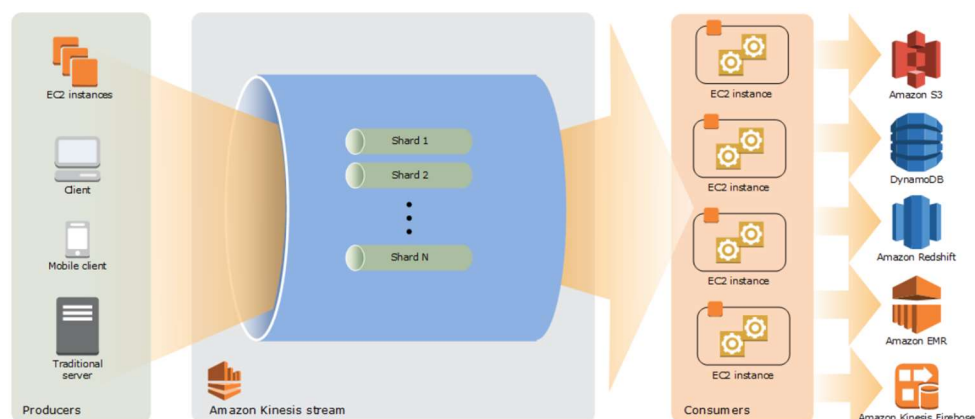 EC2 instances
Client
Mobile client
Traditional
server
Producers
Shard 1
Shard 2
Shard N
Amazon Kinesis stream
EC2 instance
EC2 instance
EC2 instance
EC2 instance
Consumers
Amazon S3
DynamoDB
Amazon Redshift
Amazon EMR
Amazon Kinesis Firehose